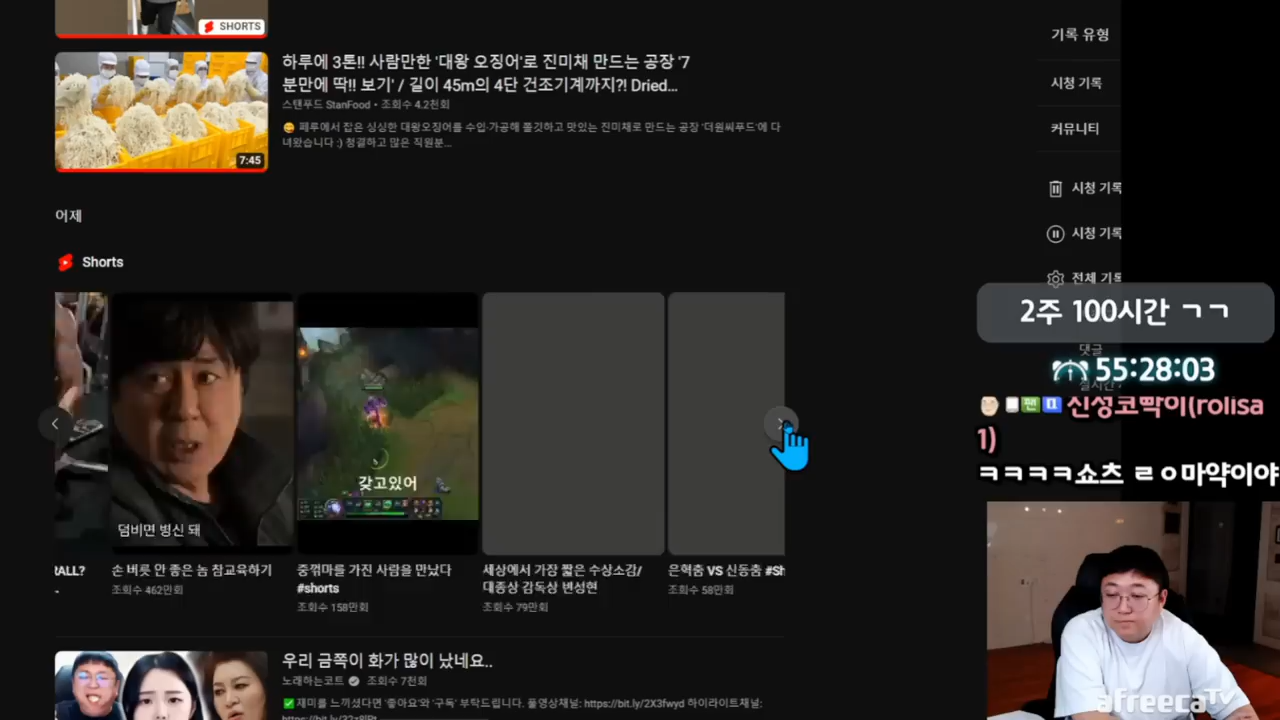 SHORTS
하루에 3톤!! 사람만한 '대왕 오징어'로 진미채 만드는 공장 '7
분만에 딱!! 보기' / 길이 45m의 4단 건조기계까지?! Dried...
스탠푸드 StanFood • 조회수 4.2천회
😋 페루에서 잡은 싱싱한 대왕오징어를 수입·가공해 쫄깃하고 맛있는 진미채로 만드는 공장 '더원씨푸드'에 다
녀왔습니다 :) 청결하고 많은 직원분...
7:45
기록 유형
시청 기록
커뮤니티
시청 기록
시청 기록
전체 기록
어제
Shorts
덤비면 병신 돼
갖고있어
RALL?
손 버릇 안 좋은 놈 참교육하기
조회수 462만회
중꺾마를 가진 사람을 만났다
#shorts
조회수 158만회
세상에서 가장 짧은 수상소감/
대종상 감독상 변성현
조회수 79만회
은혁춤 VS 신동춤 #Sh
조회수 58만회
2주 100시간 ㄱㄱ
댓글
55:28:03
실시간
팬 신성코딱이(rolisa
1)
ㅋㅋㅋㅋ쇼츠 ㄹㅇ마약이야
우리 금쪽이 화가 많이 났네요..
노래하는코트 조회수 7천회
✅ 재미를 느끼셨다면 '좋아요'와 '구독' 부탁드립니다. 풀영상채널: https://bit.ly/2X3fwyd 하이라이트채널:
afreecaTV